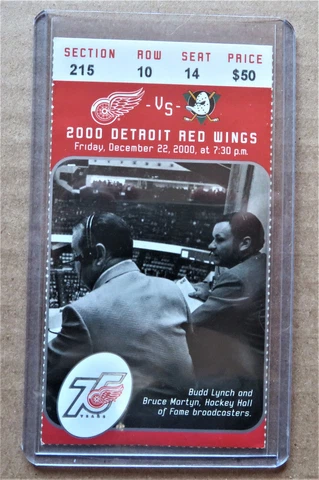 SECTION ROW SEAT PRICE
215 10 14 $50
-VS-
2000 DETROIT RED WINGS
Friday, December 22, 2000, at 7:30 p.m.
Budd Lynch and
Bruce Martyn, Hockey Hall
of Fame broadcasters.
75
YEARS